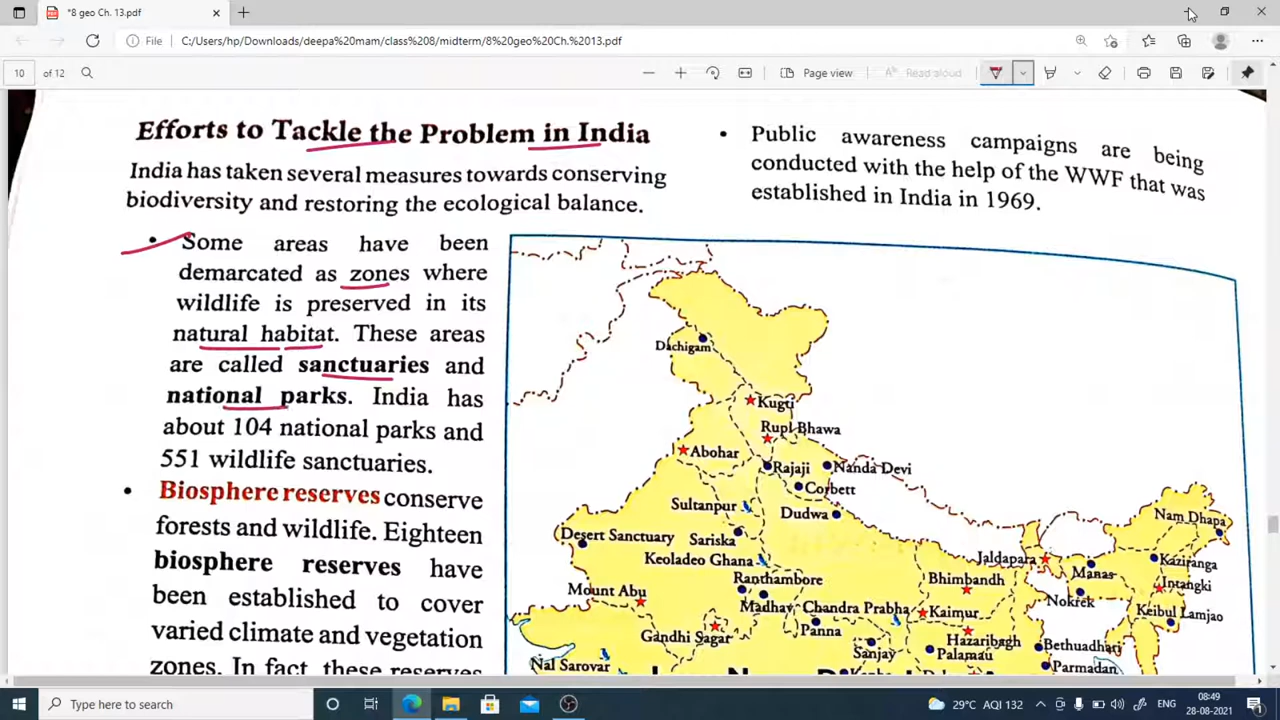 *8 geo Ch. 13.pdf
File C:/Users/hp/Downloads/deepa%20mam/class%208/midterm/8%20geo%20Ch.%2013.pdf
10 of 12
Page view
Read aloud
Efforts to Tackle the Problem in India
India has taken several measures towards conserving
biodiversity and restoring the ecological balance.
• Some areas have been
demarcated as zones where
wildlife is preserved in its
natural habitat. These areas
are called sanctuaries and
national parks. India has
about 104 national parks and
551 wildlife sanctuaries.
• Biosphere reserves conserve
forests and wildlife. Eighteen
biosphere reserves have
been established to cover
varied climate and vegetation
zones. In fact these reserves
• Public awareness campaigns are being
conducted with the help of the WWF that was
established in India in 1969.
Dachigam
Kugti
Rupi Bhawa
Abohar
Rajaji
Nanda Devi
Corbett
Sultanpur
Dudwa
Nam Dhapa
Desert Sanctuary
Sariska
Keoladeo Ghana
Jaldapara
Kaziranga
Manas
Ranthambore
Bhimbandh
Intangki
Mount Abu
Madhav
Chandra Prabha
Kaimur
Nokrek
Keibul Lamjao
Gandhi Sagar
Panna
Hazaribagh
Sanjay
Palamau
Bethuadhari
Nal Sarovar
Parmadan
I N D
Type here to search
29°C AQI 132
ENG
08:49
28-08-2021